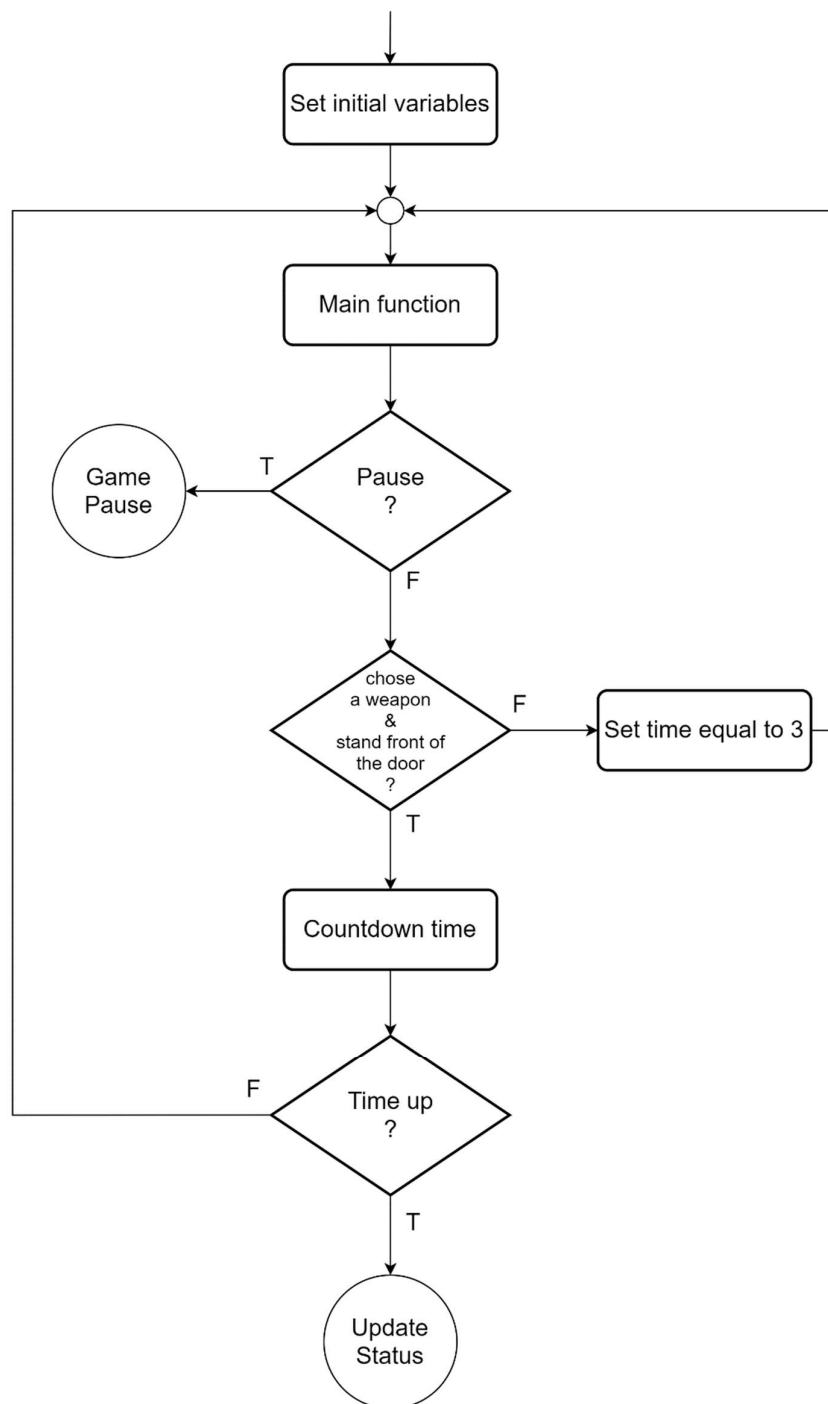 Set initial variables
Main function
T
Game
Pause
Pause
?
F
chose
a weapon
&
stand front of
the door
?
F
Set time equal to 3
T
Countdown time
F
Time up
?
T
Update
Status